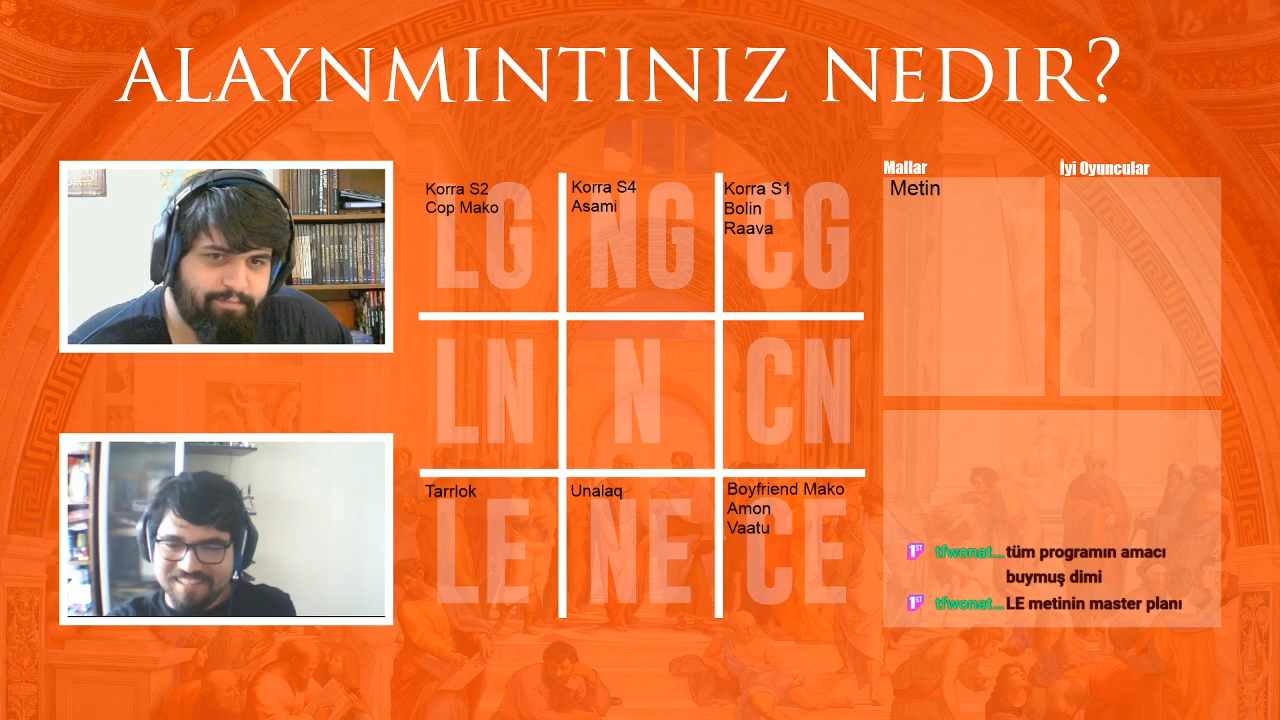 ALAYNMINTINIZ NEDIR?
Korra S2
Cop Mako
LG
Korra S4
Asami
NG
Korra S1
Bolin
Raava
CG
LN
N
CN
Tarrlok
LE
Unalaq
NE
Boyfriend Mako
Amon
Vaatu
CE
Mallar
Metin
İyi Oyuncular
1ST tfwonat... tüm programın amacı
buymuş dimi
1ST tfwonat... LE metinin master planı